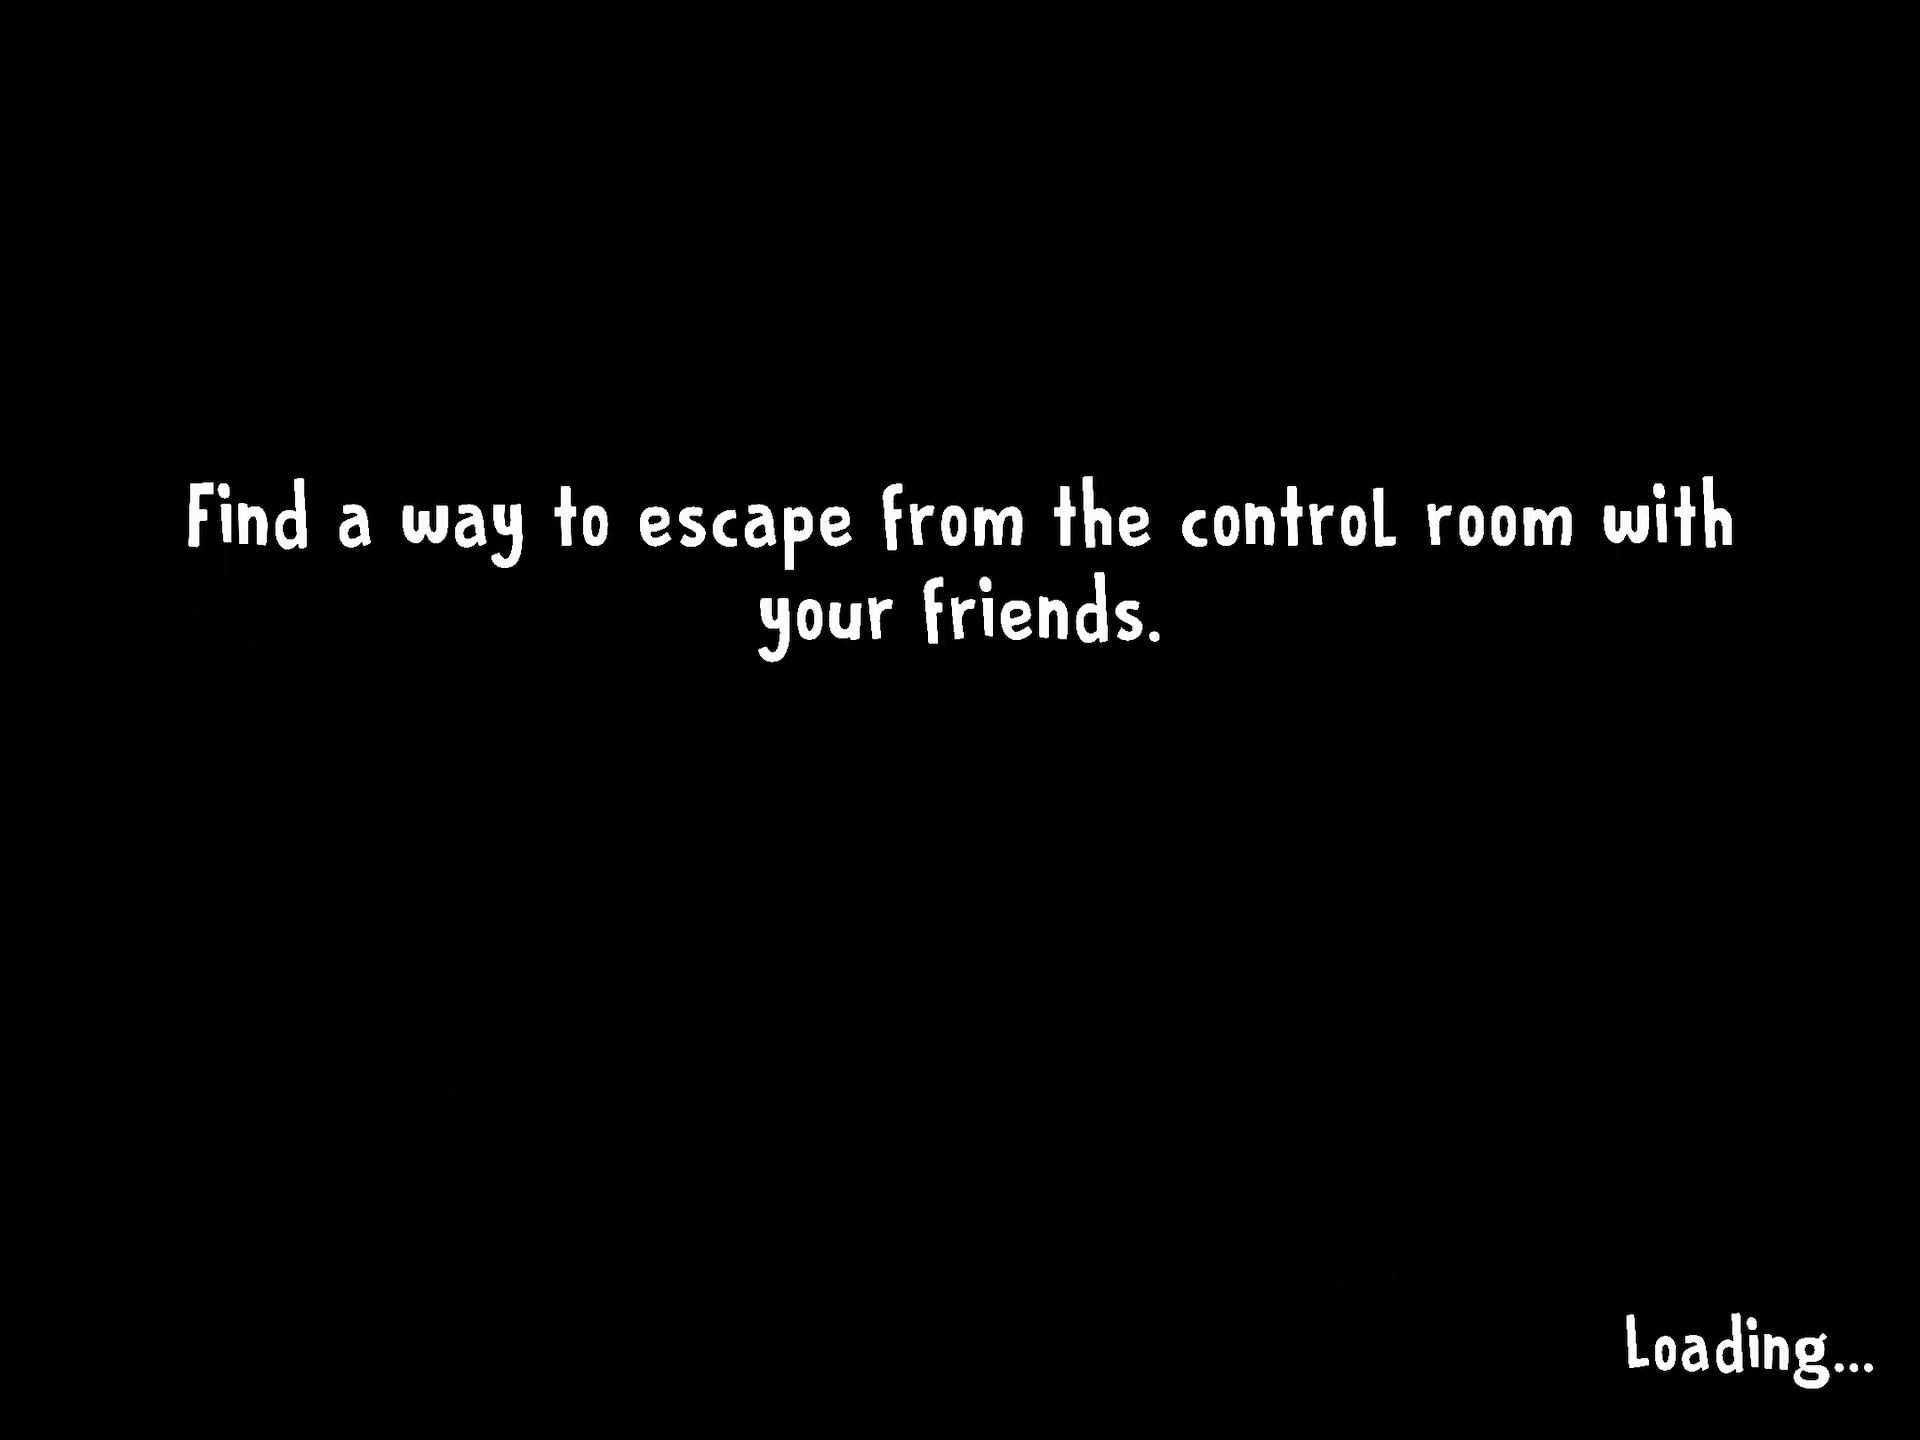 Find a way to escape from the control room with
your friends.
Loading...